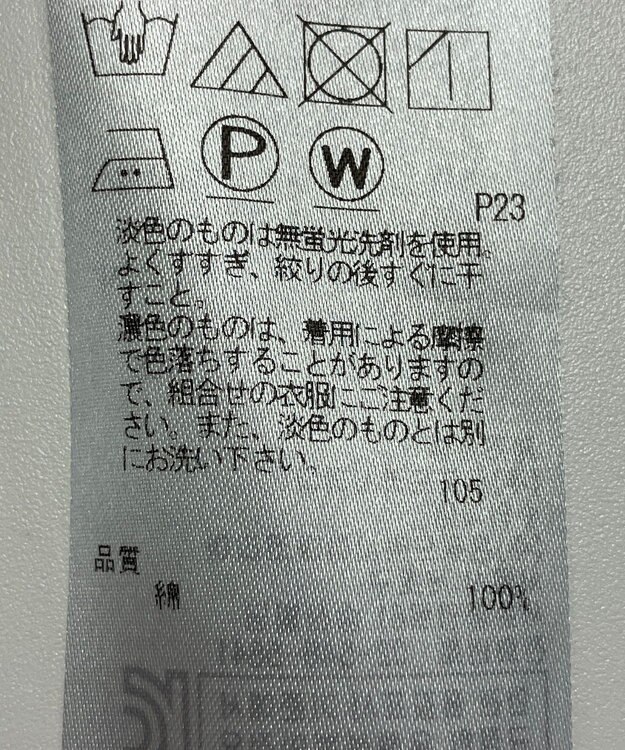 P
W
P23
淡色のものは無蛍光洗剤を使用。
よくすすぎ、絞りの後すぐに干
すこと。
濃色のものは、着用による摩擦
で色落ちすることがありますの
で、組合せの衣服にご注意くだ
さい。また、淡色のものとは別
にお洗い下さい。
105
品質
綿 100%